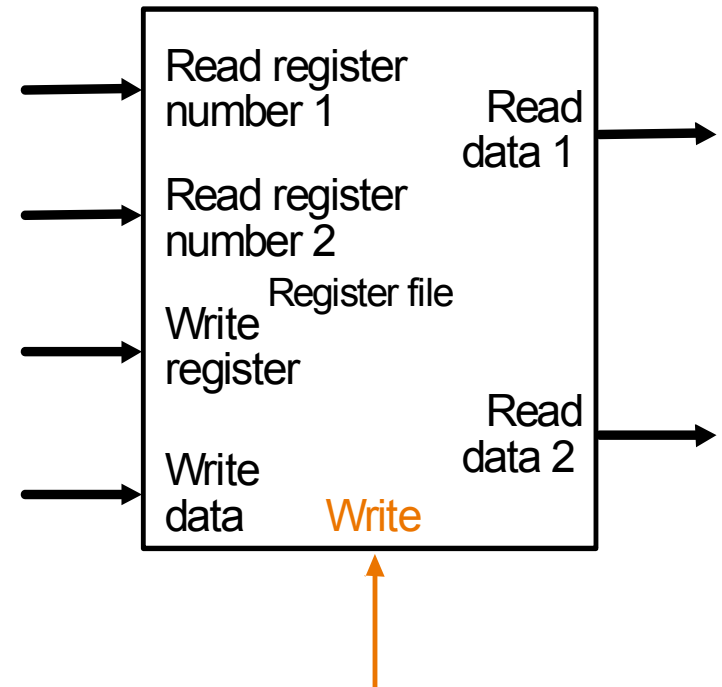 Read register
number 1
Read
data 1
Read register
number 2
Register file
Write
register
Read
data 2
Write
data
Write